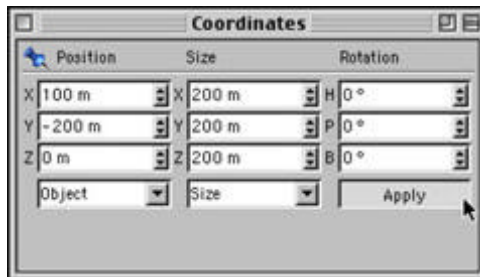 Coordinates
Position Size Rotation
X 100 m X 200 m H 0 °
Y -200 m Y 200 m P 0 °
Z 0 m Z 200 m B 0 °
Object Size Apply